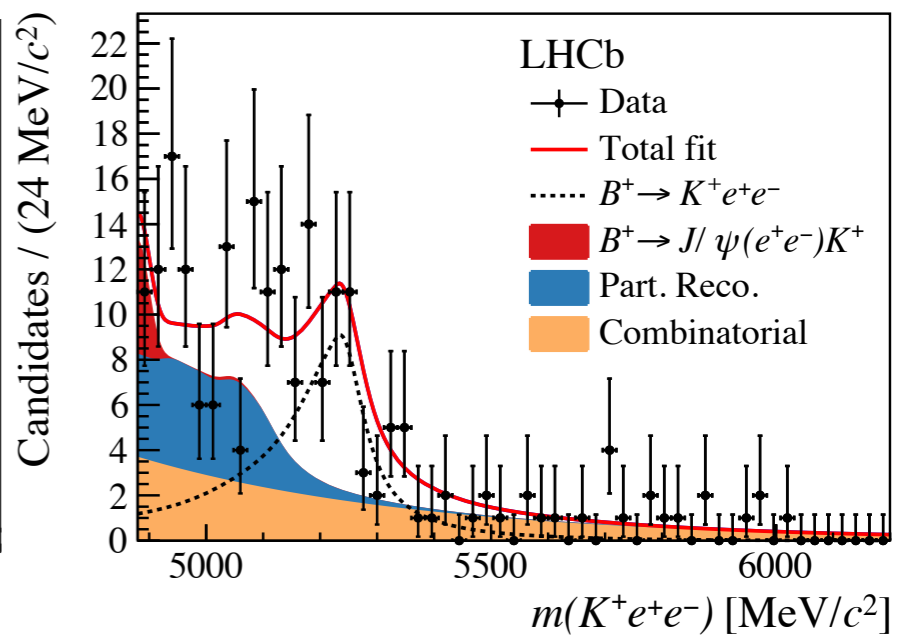 LHCb
Data
Total fit
B⁺→ K⁺e⁺e⁻
B⁺→ J/ψ(e⁺e⁻)K⁺
Part. Reco.
Combinatorial
Candidates / (24 MeV/c²)
22
20
18
16
14
12
10
8
6
4
2
0
5000 5500 6000
m(K⁺e⁺e⁻) [MeV/c²]